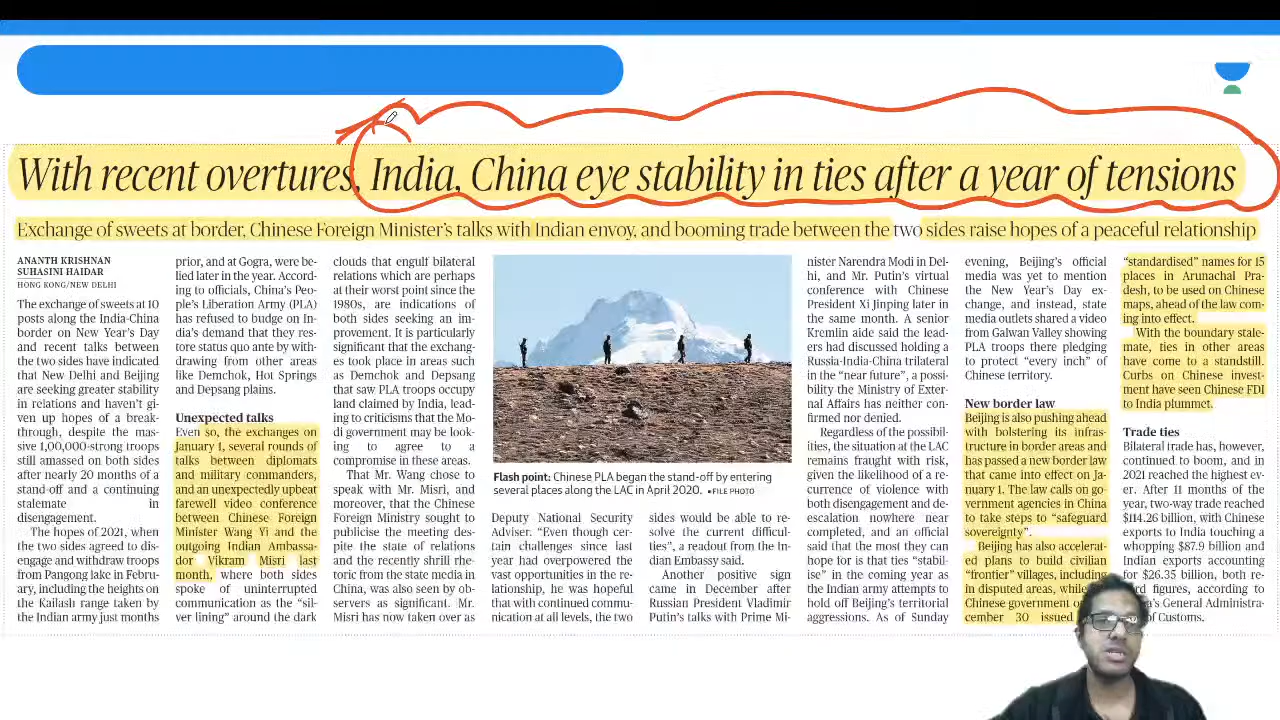 With recent overtures, India, China eye stability in ties after a year of tensions
Exchange of sweets at border, Chinese Foreign Minister's talks with Indian envoy, and booming trade between the two sides raise hopes of a peaceful relationship
ANANTH KRISHNAN
SUHASINI HAIDAR
HONG KONG/NEW DELHI
The exchange of sweets at 10
posts along the India-China
border on New Year's Day
and recent talks between
the two sides have indicated
that New Delhi and Beijing
are seeking greater stability
in relations and haven't gi-
ven up hopes of a break-
through, despite the mas-
sive 1,00,000-strong troops
still amassed on both sides
after nearly 20 months of a
stand-off and a continuing
stalemate in
disengagement.
The hopes of 2021, when
the two sides agreed to dis-
engage and withdraw troops
from Pangong lake in Febru-
ary, including the heights on
the Kailash range taken by
the Indian army just months
prior, and at Gogra, were be-
lied later in the year. Accord-
ing to officials, China's Peo-
ple's Liberation Army (PLA)
has refused to budge on In-
dia's demand that they res-
tore status quo ante by with-
drawing from other areas
like Demchok, Hot Springs
and Depsang plains.
Unexpected talks
Even so, the exchanges on
January 1, several rounds of
talks between diplomats
and military commanders,
and an unexpectedly upbeat
farewell video conference
between Chinese Foreign
Minister Wang Yi and the
outgoing Indian Ambassa-
dor Vikram Misri last
month, where both sides
spoke of uninterrupted
communication as the "sil-
ver lining" around the dark
clouds that engulf bilateral
relations which are perhaps
at their worst point since the
1980s, are indications of
both sides seeking an im-
provement. It is particularly
significant that the exchang-
es took place in areas such
as Demchok and Depsang
that saw PLA troops occupy
land claimed by India, lead-
ing to criticisms that the Mo-
di government may be look-
ing to agree to a
compromise in these areas.
That Mr. Wang chose to
speak with Mr. Misri, and
moreover, that the Chinese
Foreign Ministry sought to
publicise the meeting des-
pite the state of relations
and the recently shrill rhe-
toric from the state media in
China, was also seen by ob-
servers as significant. Mr.
Misri has now taken over as
Flash point: Chinese PLA began the stand-off by entering
several places along the LAC in April 2020. •FILE PHOTO
Deputy National Security
Adviser. "Even though cer-
tain challenges since last
year had overpowered the
vast opportunities in the re-
lationship, he was hopeful
that with continued commu-
nication at all levels, the two
sides would be able to re-
solve the current difficul-
ties", a readout from the In-
dian Embassy said.
Another positive sign
came in December after
Russian President Vladimir
Putin's talks with Prime Mi-
nister Narendra Modi in Del-
hi, and Mr. Putin's virtual
conference with Chinese
President Xi Jinping later in
the same month. A senior
Kremlin aide said the lead-
ers had discussed holding a
Russia-India-China trilateral
in the "near future", a possi-
bility the Ministry of Exter-
nal Affairs has neither con-
firmed nor denied.
Regardless of the possibil-
ities, the situation at the LAC
remains fraught with risk,
given the likelihood of a re-
currence of violence with
both disengagement and de-
escalation nowhere near
completed, and an official
said that the most they can
hope for is that ties "stabil-
ise" in the coming year as
the Indian army attempts to
hold off Beijing's territorial
aggressions. As of Sunday
evening, Beijing's official
media was yet to mention
the New Year's Day ex-
change, and instead, state
media outlets shared a video
from Galwan Valley showing
PLA troops there pledging
to protect "every inch" of
Chinese territory.
New border law
Beijing is also pushing ahead
with bolstering its infras-
tructure in border areas and
has passed a new border law
that came into effect on Ja-
nuary 1. The law calls on go-
vernment agencies in China
to take steps to "safeguard
sovereignty".
Beijing has also accelerat-
ed plans to build civilian
"frontier" villages, including
in disputed areas, while
Chinese government
cember 30 issued
"standardised" names for 15
places in Arunachal Pra-
desh, to be used on Chinese
maps, ahead of the law com-
ing into effect.
With the boundary stale-
mate, ties in other areas
have come to a standstill.
Curbs on Chinese invest-
ment have seen Chinese FDI
to India plummet.
Trade ties
Bilateral trade has, however,
continued to boom, and in
2021 reached the highest ev-
er. After 11 months of the
year, two-way trade reached
$114.26 billion, with Chinese
exports to India touching a
whopping $87.9 billion and
Indian exports accounting
for $26.35 billion, both re-
figures, according to
General Administra-
of Customs.